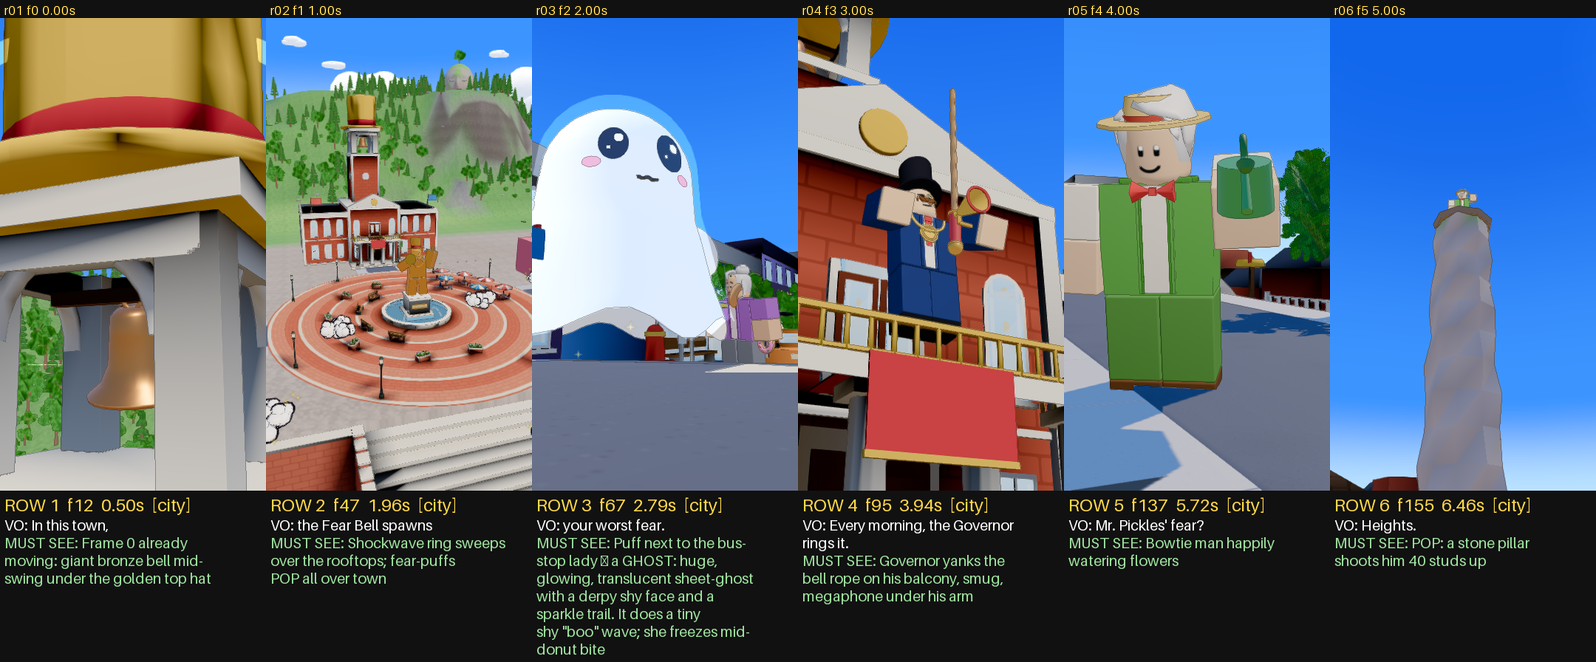 r01 f0 0.00s
r02 f1 1.00s
r03 f2 2.00s
r04 f3 3.00s
r05 f4 4.00s
r06 f5 5.00s
ROW 1 f12 0.50s [city]
VO: In this town,
MUST SEE: Frame 0 already
moving: giant bronze bell mid-
swing under the golden top hat
ROW 2 f47 1.96s [city]
VO: the Fear Bell spawns
MUST SEE: Shockwave ring sweeps
over the rooftops; fear-puffs
POP all over town
ROW 3 f67 2.79s [city]
VO: your worst fear.
MUST SEE: Puff next to the bus-
stop lady a GHOST: huge,
glowing, translucent sheet-ghost
with a derpy shy face and a
sparkle trail. It does a tiny
shy "boo" wave; she freezes mid-
donut bite
ROW 4 f95 3.94s [city]
VO: Every morning, the Governor
rings it.
MUST SEE: Governor yanks the
bell rope on his balcony, smug,
megaphone under his arm
ROW 5 f137 5.72s [city]
VO: Mr. Pickles' fear?
MUST SEE: Bowtie man happily
watering flowers
ROW 6 f155 6.46s [city]
VO: Heights.
MUST SEE: POP: a stone pillar
shoots him 40 studs up